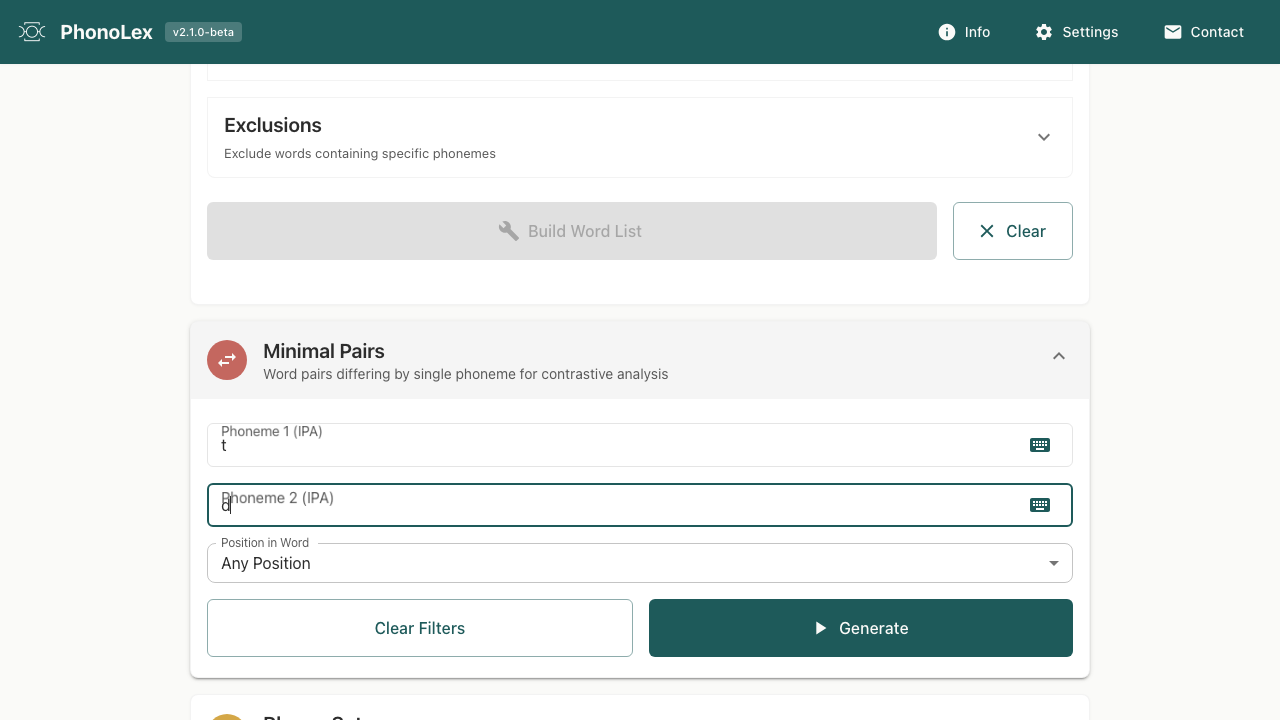 PhonoLex v2.1.0-beta Info Settings Contact
Exclusions
Exclude words containing specific phonemes
Build Word List Clear
Minimal Pairs
Word pairs differing by single phoneme for contrastive analysis
Phoneme 1 (IPA)
t
Phoneme 2 (IPA)
d
Position in Word
Any Position
Clear Filters Generate